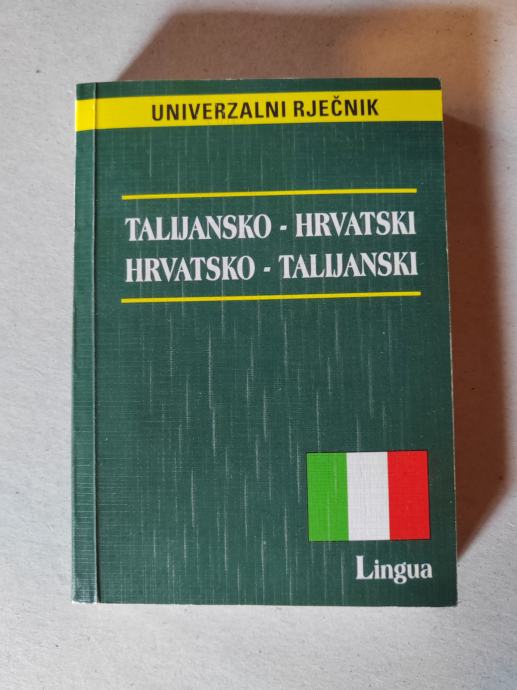 UNIVERZALNI RJEČNIK
TALIJANSKO - HRVATSKI
HRVATSKO - TALIJANSKI
Lingua